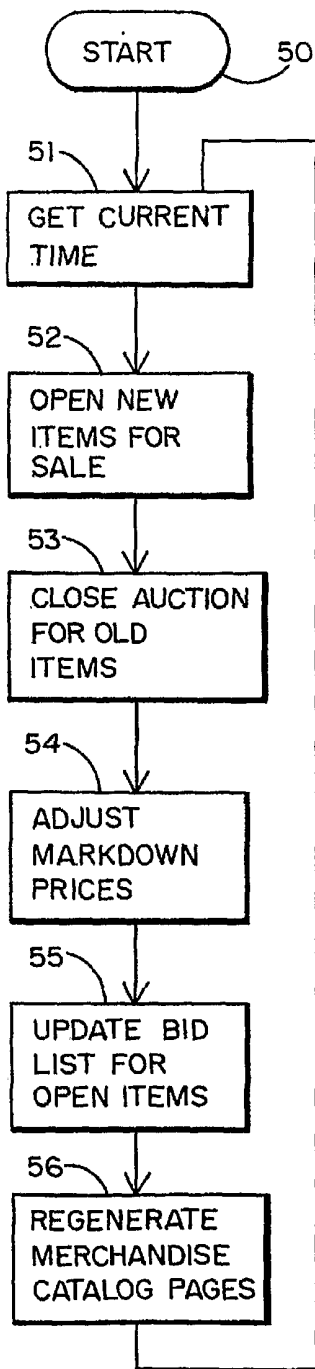 START
50
51
GET CURRENT
TIME
52
OPEN NEW
ITEMS FOR
SALE
53
CLOSE AUCTION
FOR OLD
ITEMS
54
ADJUST
MARKDOWN
PRICES
55
UPDATE BID
LIST FOR
OPEN ITEMS
56
REGENERATE
MERCHANDISE
CATALOG PAGES